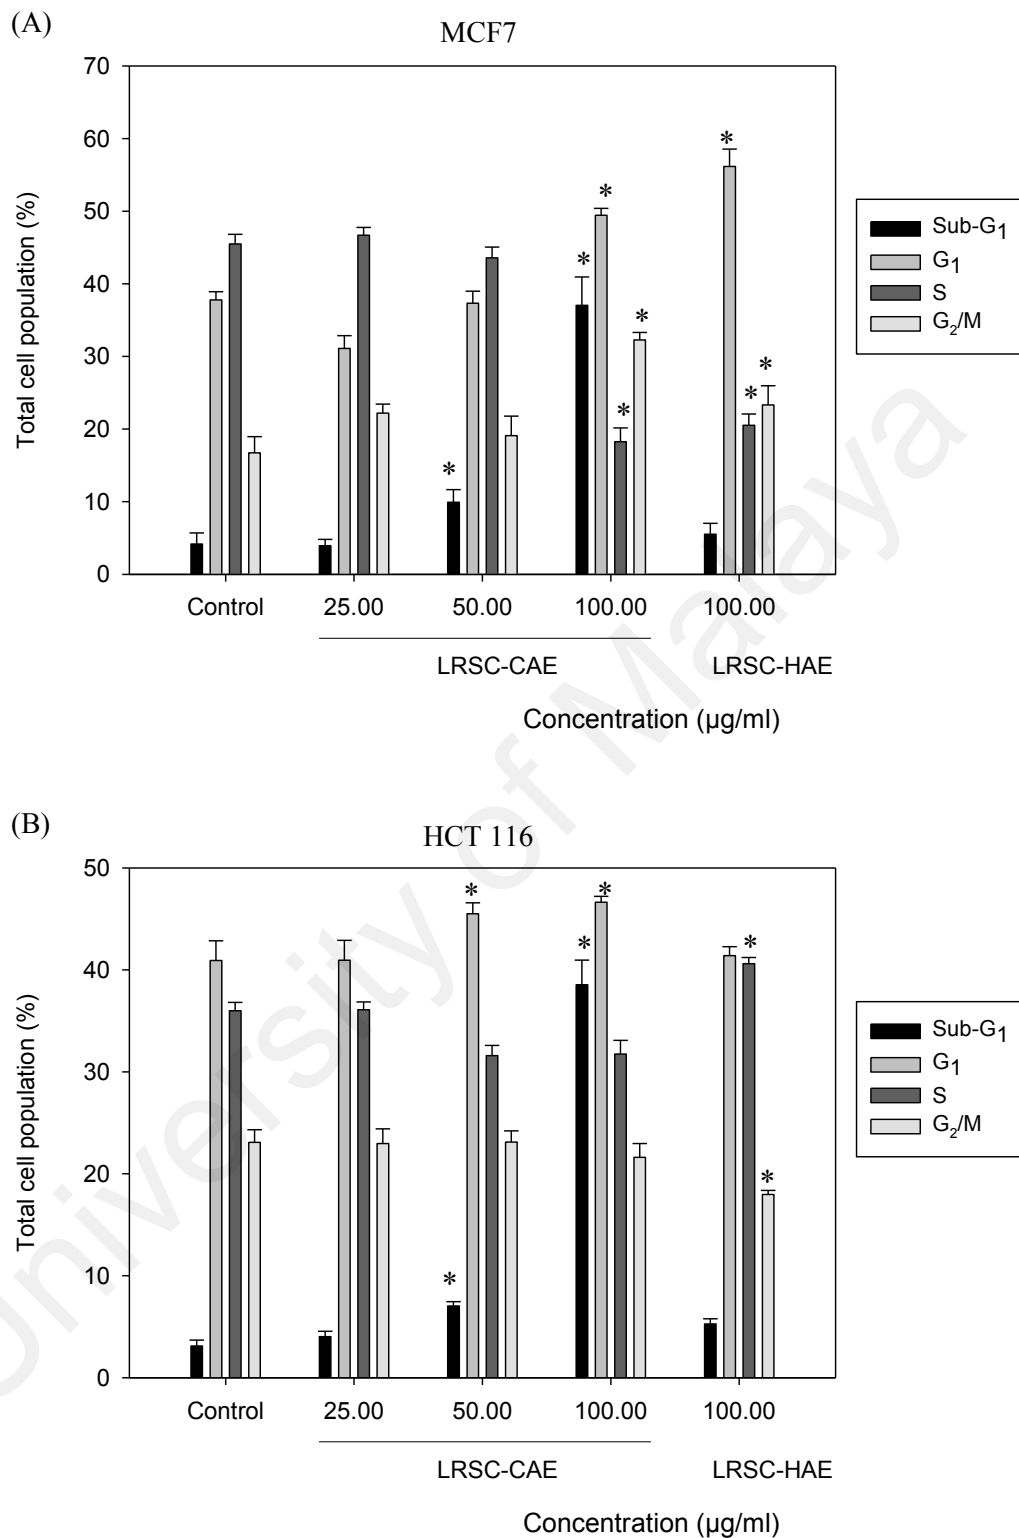 (A)
MCF7
70
60
50
40
30
20
10
0
Total cell population (%)
*
*
*
*
*
*
*
*
Sub-G₁
G₁
S
G₂/M
Control 25.00 50.00 100.00 100.00
LRSC-CAE LRSC-HAE
Concentration (µg/ml)
(B)
HCT 116
50
40
30
20
10
0
Total cell population (%)
*
*
*
*
*
*
Sub-G₁
G₁
S
G₂/M
Control 25.00 50.00 100.00 100.00
LRSC-CAE LRSC-HAE
Concentration (µg/ml)
University of Malaya